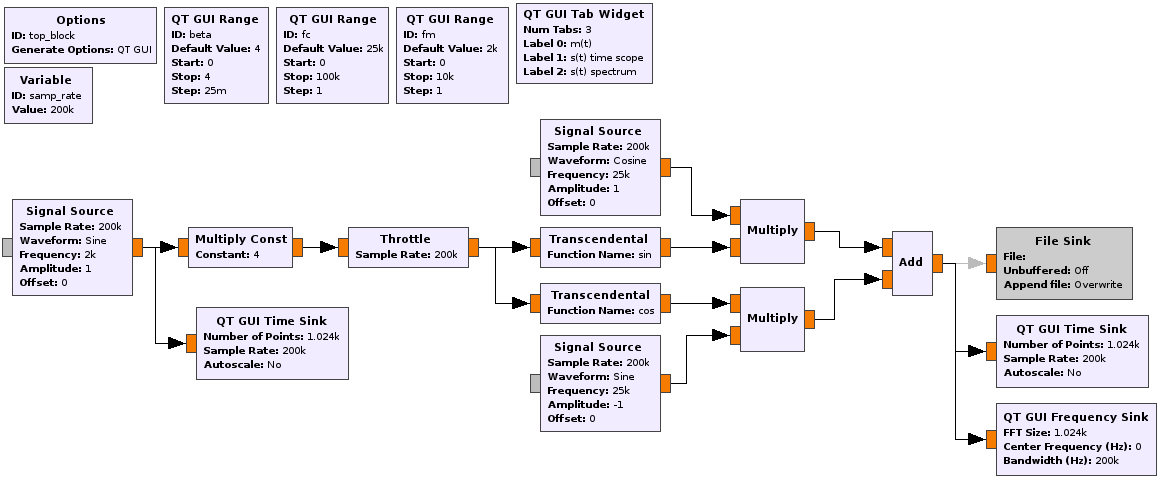 Options
ID: top_block
Generate Options: QT GUI
Variable
ID: samp_rate
Value: 200k
QT GUI Range
ID: beta
Default Value: 4
Start: 0
Stop: 4
Step: 25m
QT GUI Range
ID: fc
Default Value: 25k
Start: 0
Stop: 100k
Step: 1
QT GUI Range
ID: fm
Default Value: 2k
Start: 0
Stop: 10k
Step: 1
QT GUI Tab Widget
Num Tabs: 3
Label 0: m(t)
Label 1: s(t) time scope
Label 2: s(t) spectrum
Signal Source
Sample Rate: 200k
Waveform: Sine
Frequency: 2k
Amplitude: 1
Offset: 0
Multiply Const
Constant: 4
QT GUI Time Sink
Number of Points: 1.024k
Sample Rate: 200k
Autoscale: No
Throttle
Sample Rate: 200k
Signal Source
Sample Rate: 200k
Waveform: Cosine
Frequency: 25k
Amplitude: 1
Offset: 0
Transcendental
Function Name: sin
Transcendental
Function Name: cos
Signal Source
Sample Rate: 200k
Waveform: Sine
Frequency: 25k
Amplitude: -1
Offset: 0
Multiply
Multiply
Add
File Sink
File:
Unbuffered: Off
Append file: Overwrite
QT GUI Time Sink
Number of Points: 1.024k
Sample Rate: 200k
Autoscale: No
QT GUI Frequency Sink
FFT Size: 1.024k
Center Frequency (Hz): 0
Bandwidth (Hz): 200k